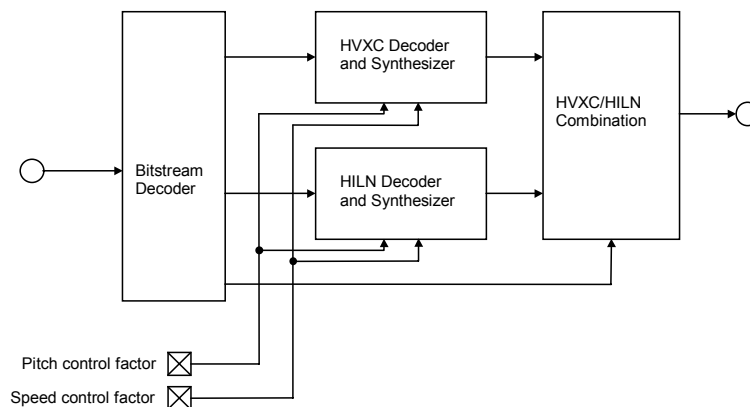 HVXC Decoder
and Synthesizer
HVXC/HILN
Combination
Bitstream
Decoder
HILN Decoder
and Synthesizer
Pitch control factor
Speed control factor